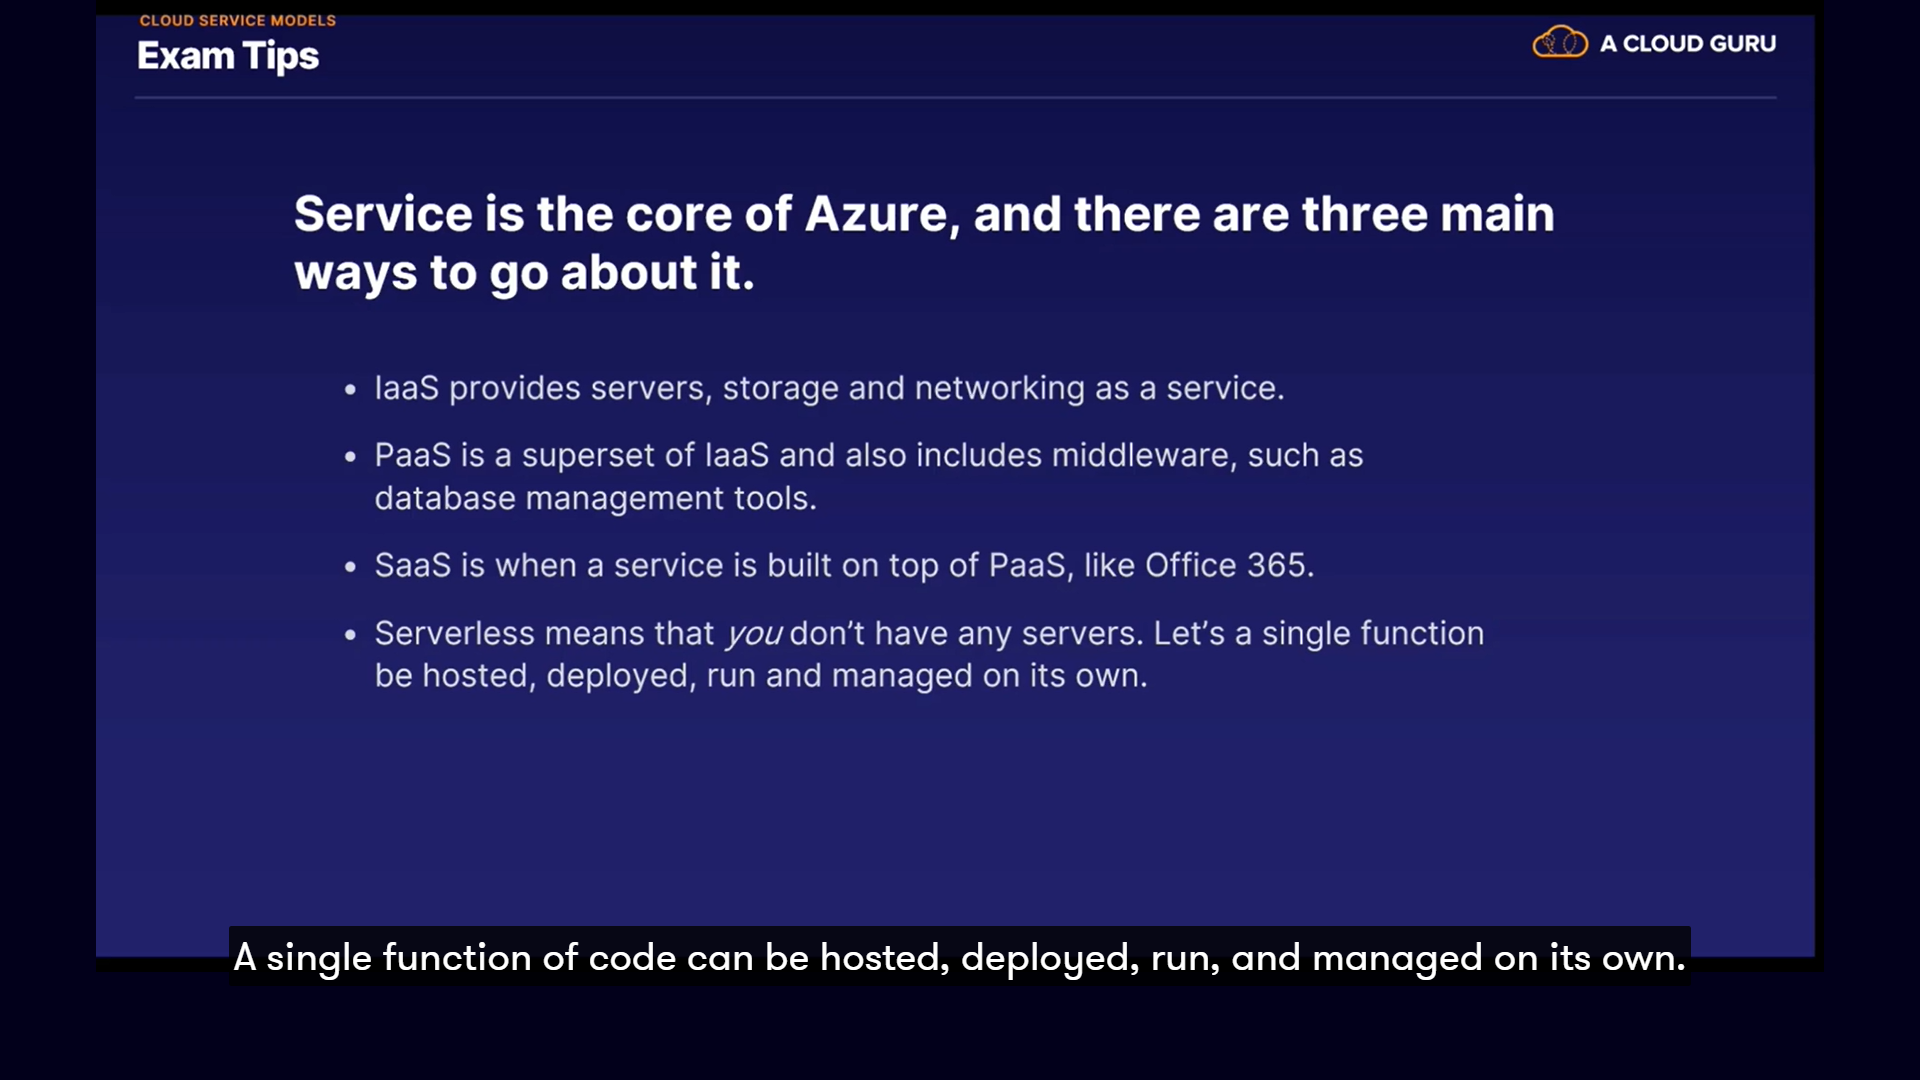 CLOUD SERVICE MODELS
Exam Tips
A CLOUD GURU
Service is the core of Azure, and there are three main
ways to go about it.
• IaaS provides servers, storage and networking as a service.
• PaaS is a superset of IaaS and also includes middleware, such as
database management tools.
• SaaS is when a service is built on top of PaaS, like Office 365.
• Serverless means that you don’t have any servers. Let’s a single function
be hosted, deployed, run and managed on its own.
A single function of code can be hosted, deployed, run, and managed on its own.